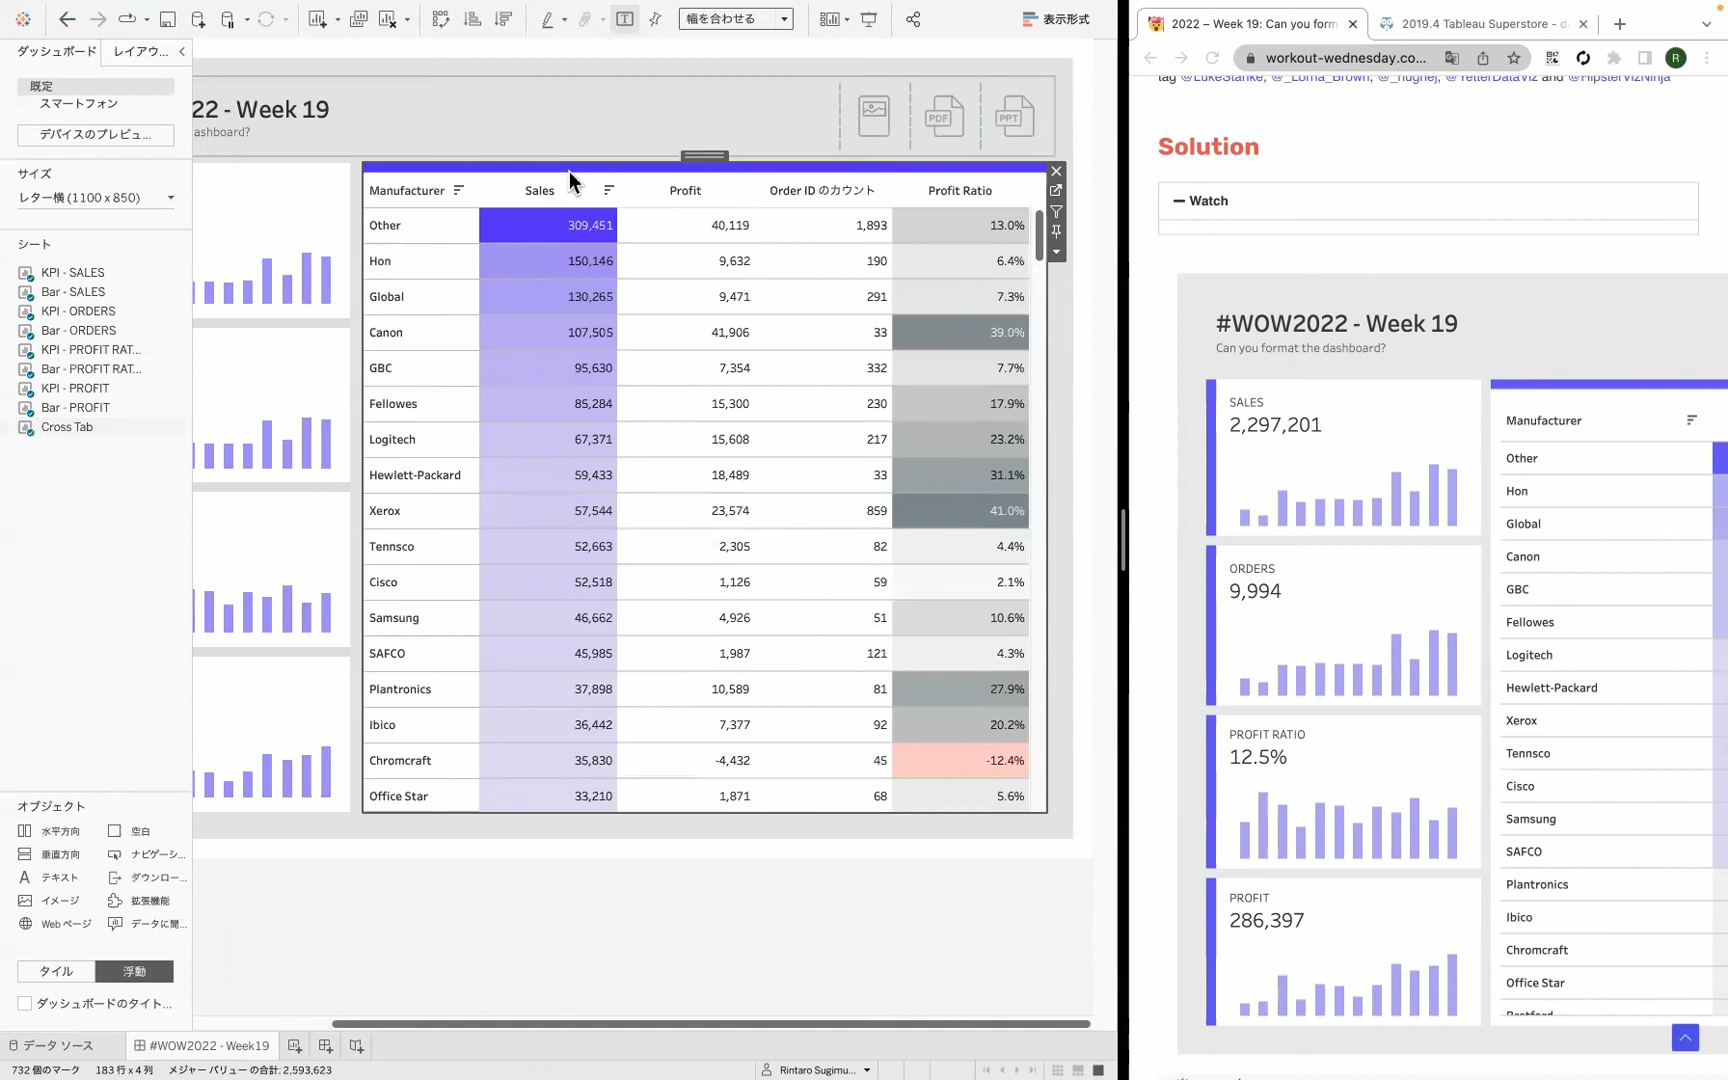 幅を合わせる
表示形式
ダッシュボード
レイアウ...
既定
スマートフォン
デバイスのプレビュ...
サイズ
レター横 (1100 x 850)
シート
KPI - SALES
Bar - SALES
KPI - ORDERS
Bar - ORDERS
KPI - PROFIT RAT...
Bar - PROFIT RAT...
KPI - PROFIT
Bar - PROFIT
Cross Tab
オブジェクト
水平方向 空白
垂直方向 ナビゲーシ...
テキスト ダウンロー...
イメージ 拡張機能
Web ページ データに聞...
タイル 浮動
ダッシュボードのタイト...
22 - Week 19
ashboard?
PDF
PPT
Manufacturer Sales Profit Order ID のカウント Profit Ratio
Other 309,451 40,119 1,893 13.0%
Hon 150,146 9,632 190 6.4%
Global 130,265 9,471 291 7.3%
Canon 107,505 41,906 33 39.0%
GBC 95,630 7,354 332 7.7%
Fellowes 85,284 15,300 230 17.9%
Logitech 67,371 15,608 217 23.2%
Hewlett-Packard 59,433 18,489 33 31.1%
Xerox 57,544 23,574 859 41.0%
Tennsco 52,663 2,305 82 4.4%
Cisco 52,518 1,126 59 2.1%
Samsung 46,662 4,926 51 10.6%
SAFCO 45,985 1,987 121 4.3%
Plantronics 37,898 10,589 81 27.9%
Ibico 36,442 7,377 92 20.2%
Chromcraft 35,830 -4,432 45 -12.4%
Office Star 33,210 1,871 68 5.6%
データ ソース
#WOW2022 - Week19
732 個のマーク 183 行 x 4 列 メジャー バリュー の合計: 2,593,623
Rintaro Sugimu...
2022 – Week 19: Can you form
2019.4 Tableau Superstore - d
workout-wednesday.co...
R
tag @LukeStanke, @_Lorna_Brown, @_hughej, @YetterDataViz and @HipsterVizNinja
Solution
Watch
#WOW2022 - Week 19
Can you format the dashboard?
SALES
2,297,201
ORDERS
9,994
PROFIT RATIO
12.5%
PROFIT
286,397
Manufacturer
Other
Hon
Global
Canon
GBC
Fellowes
Logitech
Hewlett-Packard
Xerox
Tennsco
Cisco
Samsung
SAFCO
Plantronics
Ibico
Chromcraft
Office Star
Bretford